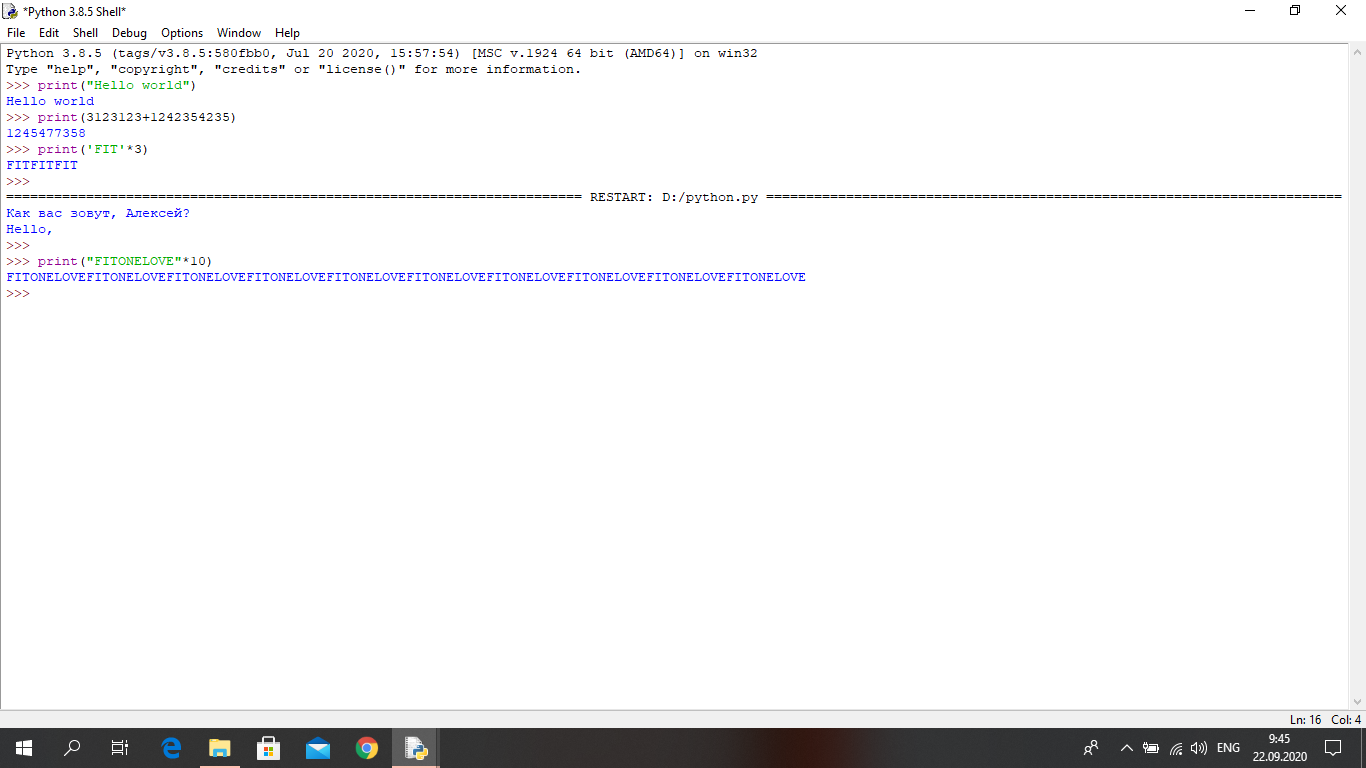 *Python 3.8.5 Shell*
File Edit Shell Debug Options Window Help
Python 3.8.5 (tags/v3.8.5:580fbb0, Jul 20 2020, 15:57:54) [MSC v.1924 64 bit (AMD64)] on win32
Type "help", "copyright", "credits" or "license()" for more information.
>>> print("Hello world")
Hello world
>>> print(3123123+1242354235)
1245477358
>>> print('FIT'*3)
FITFITFIT
>>>
======================================================================== RESTART: D:/python.py ========================================================================
Как вас зовут, Алексей?
Hello,
>>>
>>> print("FITONELOVE"*10)
FITONELOVEFITONELOVEFITONELOVEFITONELOVEFITONELOVEFITONELOVEFITONELOVEFITONELOVEFITONELOVEFITONELOVE
>>>
Ln: 16 Col: 4
ENG
9:45
22.09.2020